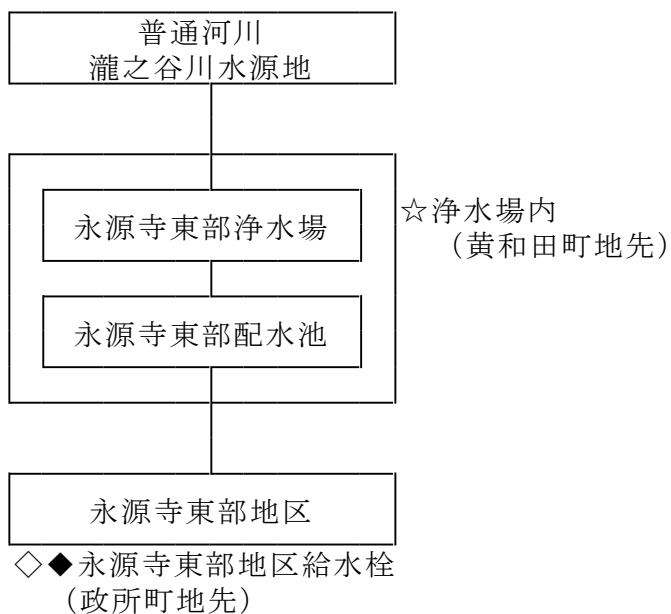 普通河川
瀧之谷川水源地
永源寺東部浄水場
☆浄水場内
(黄和田町地先)
永源寺東部配水池
永源寺東部地区
◇◆永源寺東部地区給水栓
(政所町地先)